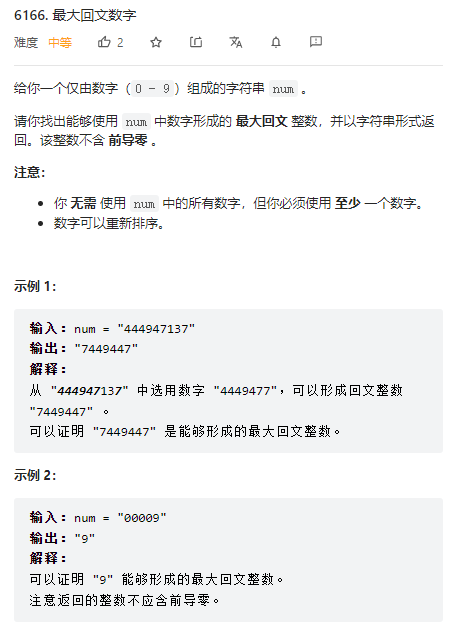 6166. 最大回文数字
难度 中等 2
给你一个仅由数字（0 - 9）组成的字符串 num 。
请你找出能够使用 num 中数字形成的 最大回文 整数，并以字符串形式返
回。该整数不含 前导零 。
注意：
你 无需 使用 num 中的所有数字，但你必须使用 至少 一个数字。
数字可以重新排序。
示例 1：
输入：num = "444947137"
输出："7449447"
解释：
从 "444947137" 中选用数字 "4449477"，可以形成回文整数
"7449447" 。
可以证明 "7449447" 是能够形成的最大回文整数。
示例 2：
输入：num = "00009"
输出："9"
解释：
可以证明 "9" 能够形成的最大回文整数。
注意返回的整数不应含前导零。